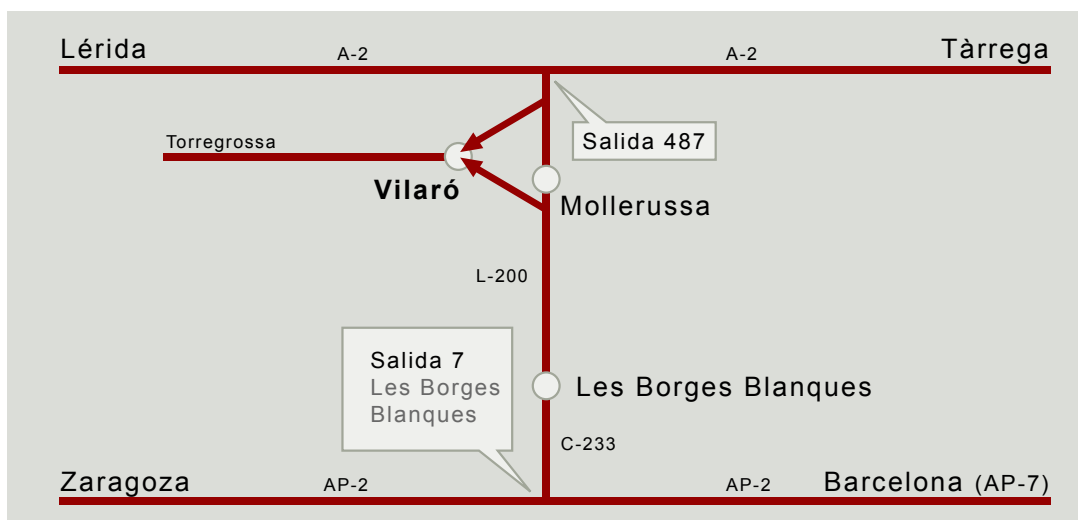 Lérida
A-2
A-2
Tàrrega
Torregrossa
Salida 487
Vilaró
Mollerussa
L-200
Salida 7
Les Borges
Blanques
Les Borges Blanques
C-233
Zaragoza
AP-2
AP-2
Barcelona (AP-7)